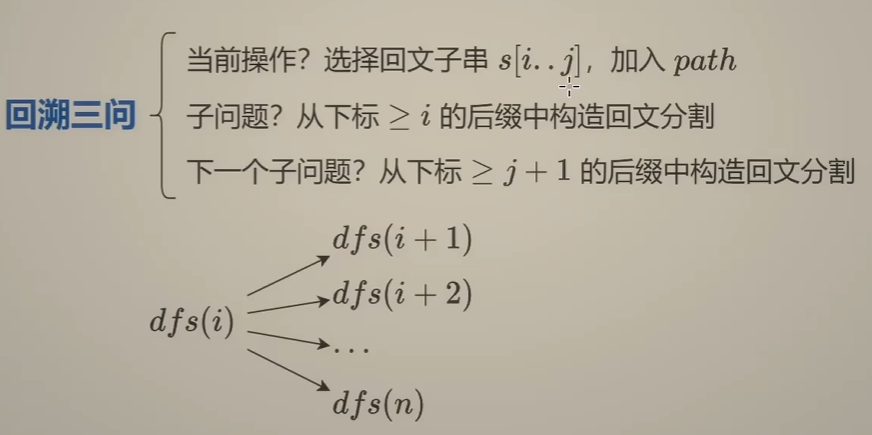 当前操作？选择回文子串 s[i..j]，加入 path
回溯三问
子问题？从下标 ≥ i 的后缀中构造回文分割
下一个子问题？从下标 ≥ j + 1 的后缀中构造回文分割
dfs(i + 1)
dfs(i + 2)
dfs(i)
...
dfs(n)